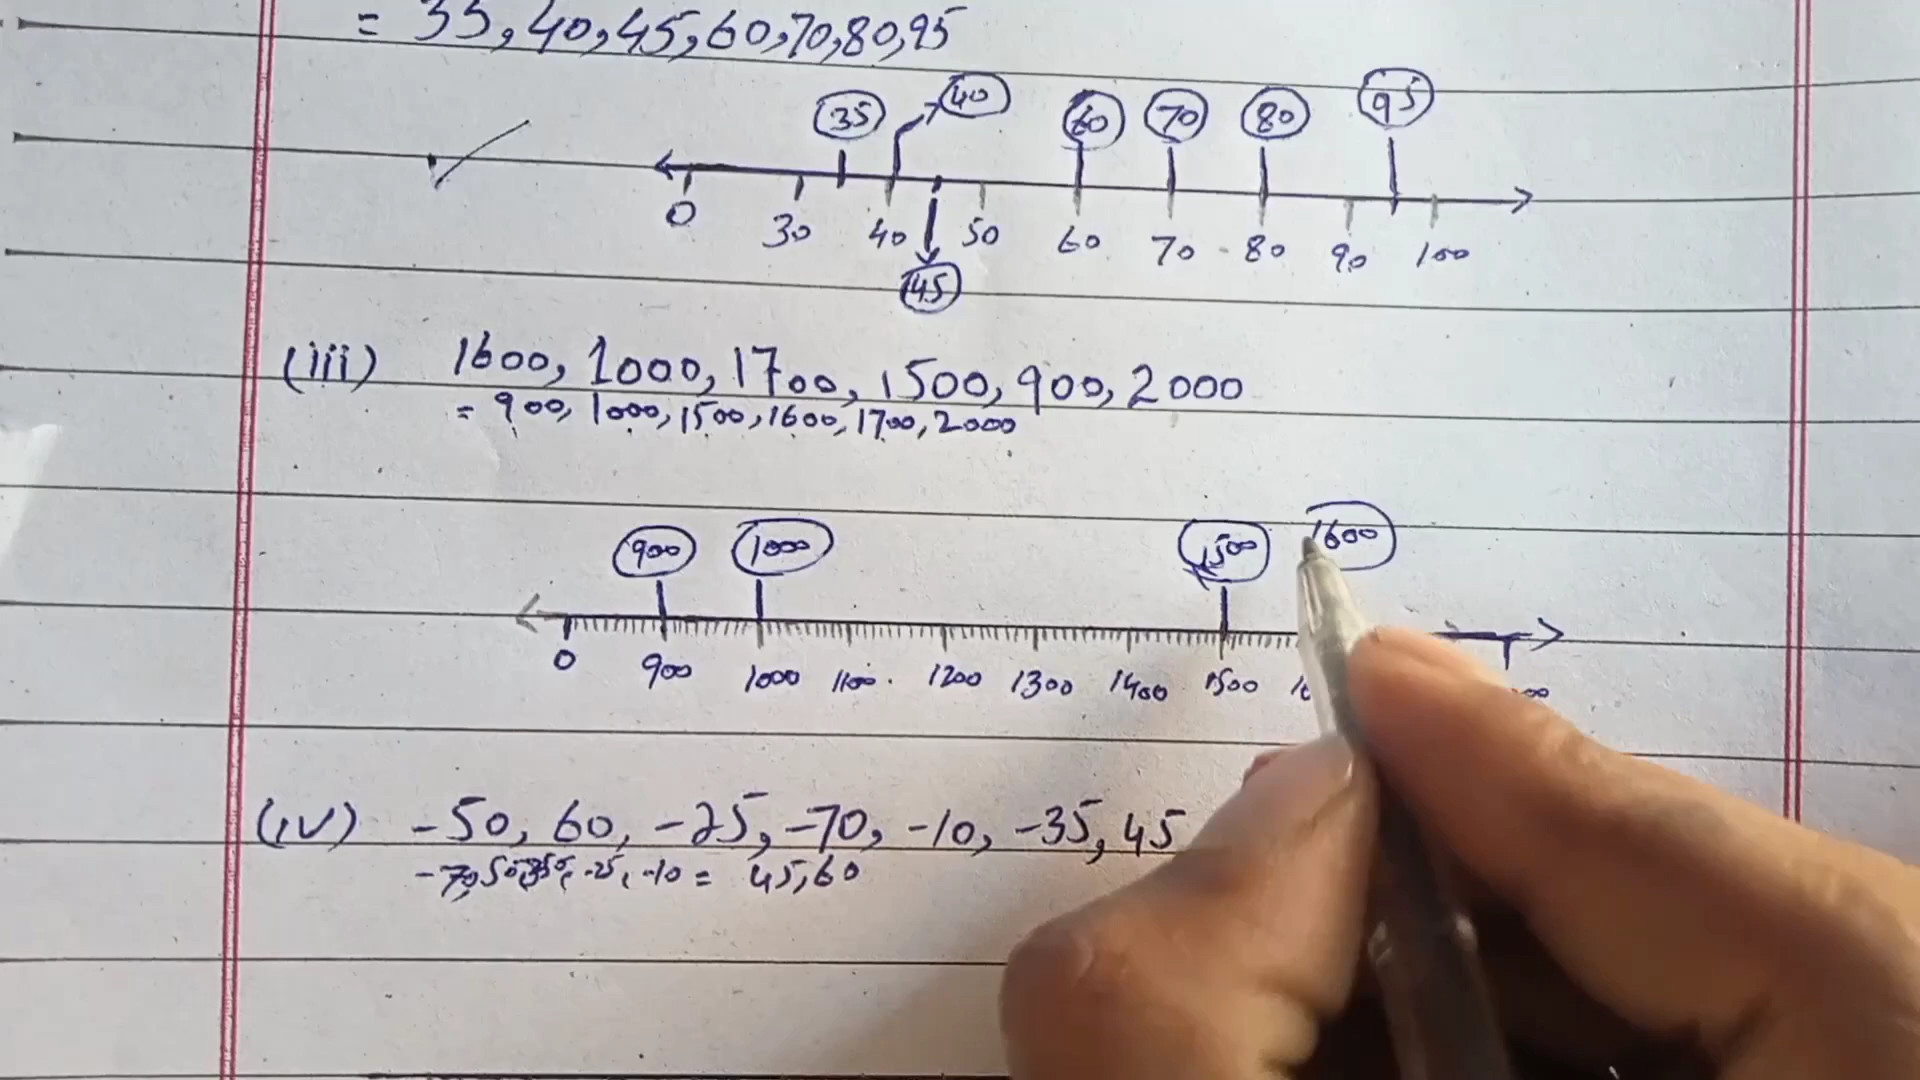 = 35, 40, 45, 60, 70, 80, 95
35 40 60 70 80 95
0 30 40 50 60 70 80 90 100
45
(iii) 1600, 1000, 1700, 1500, 900, 2000
= 900, 1000, 1500, 1600, 1700, 2000
900 1000 1500 1600
0 900 1000 1100 1200 1300 1400 1500
(iv) -50, 60, -25, -70, -10, -35, 45
-25, -10 = 45, 60